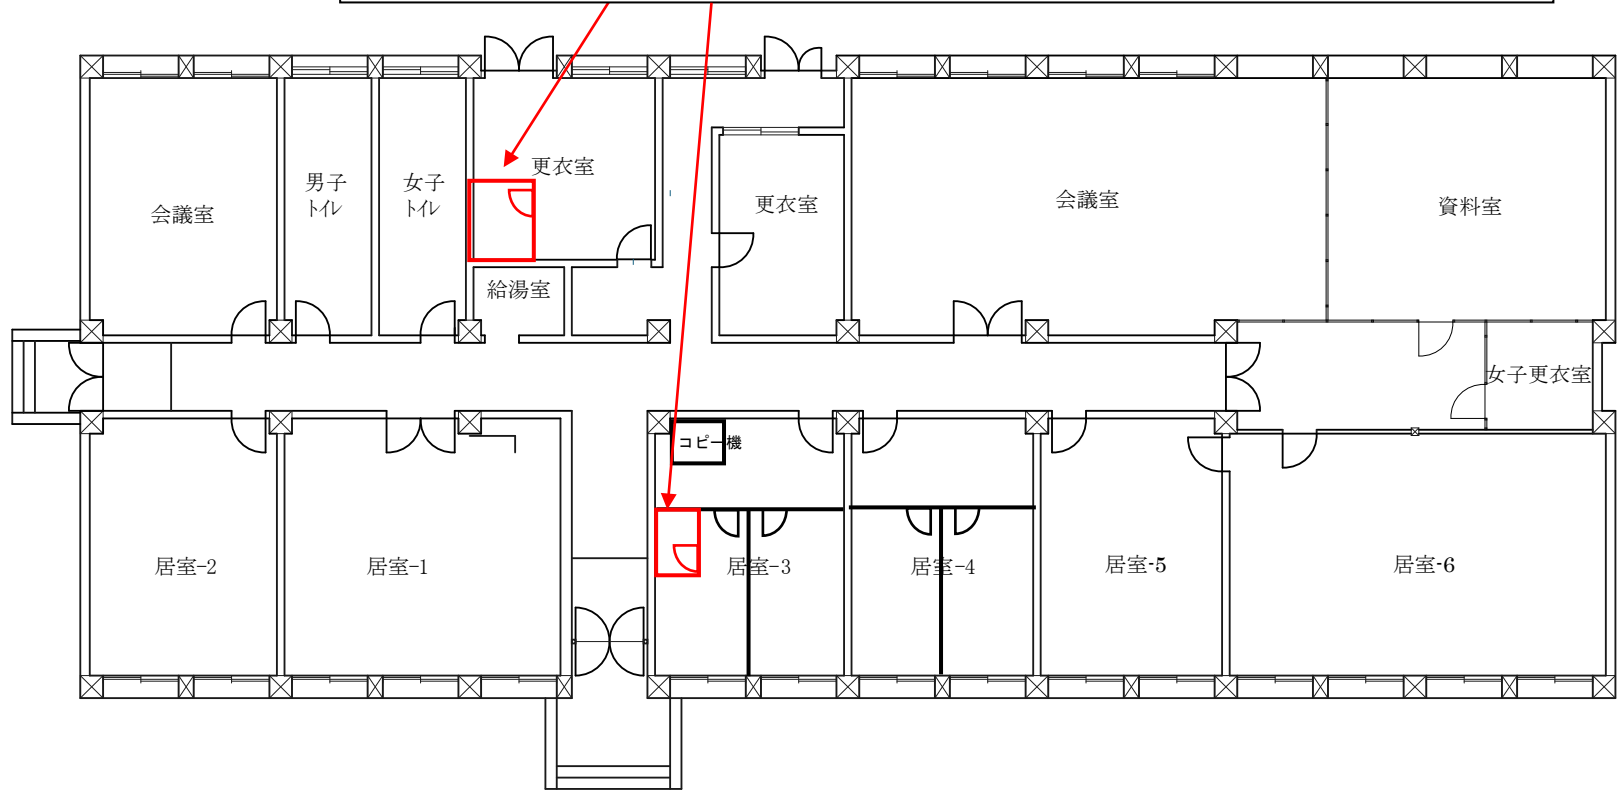 更衣室
男子
トイレ
女子
トイレ
会議室
更衣室
会議室
資料室
給湯室
女子更衣室
コピー機
居室-2
居室-1
居室-3
居室-4
居室-5
居室-6